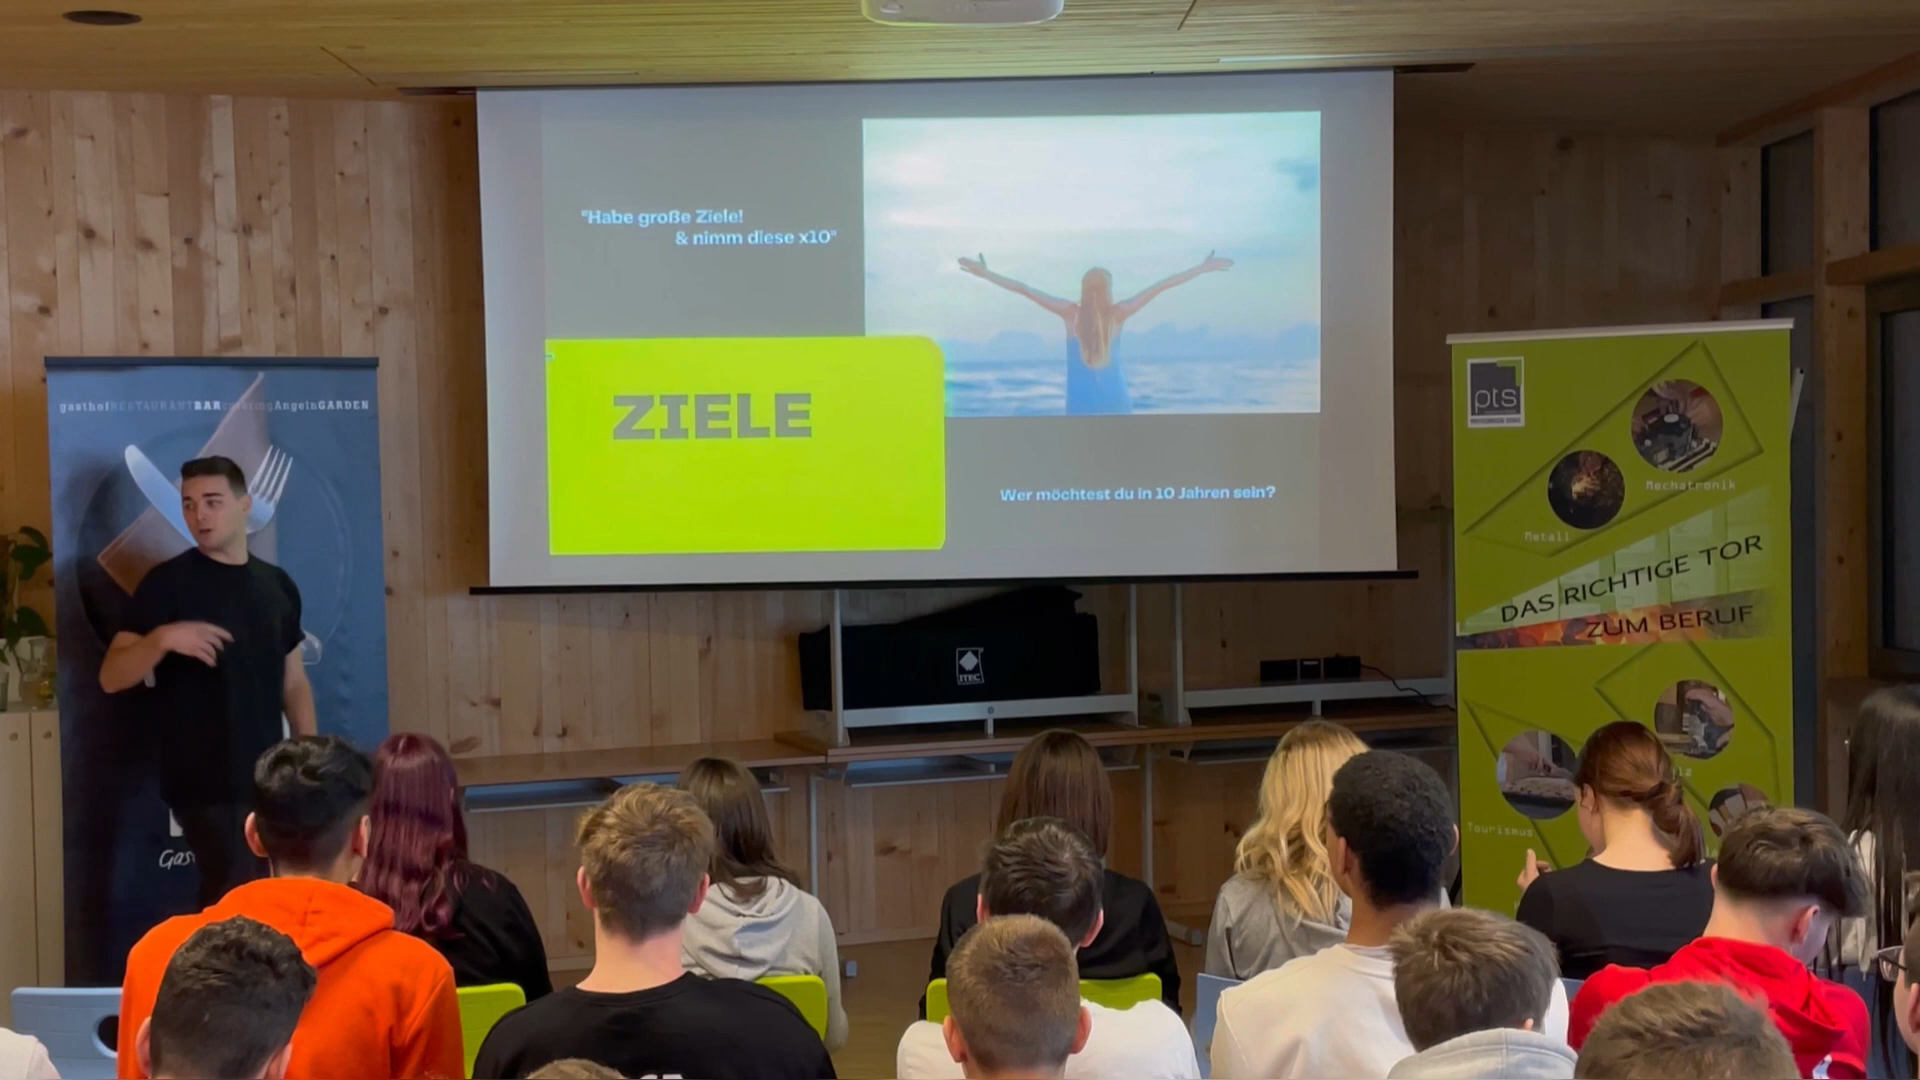 "Habe große Ziele!
& nimm diese x10"
ZIELE
Wer möchtest du in 10 Jahren sein?
gasthofRESTAURANTBARcateringAngelnGARDEN
Gas
ITEC
pts
Mechatronik
Metall
DAS RICHTIGE TOR
ZUM BERUF
Tourismus